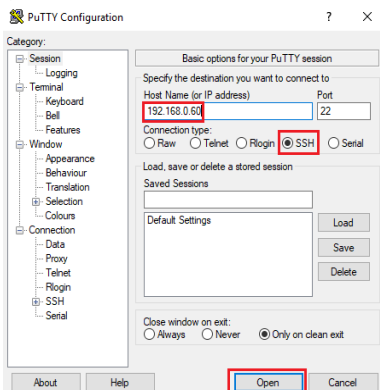 PuTTY Configuration ? ×
Category:
Session
Logging
Terminal
Keyboard
Bell
Features
Window
Appearance
Behaviour
Translation
Selection
Colours
Connection
Data
Proxy
Telnet
Rlogin
SSH
Serial
Basic options for your PuTTY session
Specify the destination you want to connect to
Host Name (or IP address) Port
192.168.0.60 22
Connection type:
Raw Telnet Rlogin SSH Serial
Load, save or delete a stored session
Saved Sessions
Default Settings
Load
Save
Delete
Close window on exit:
Always Never Only on clean exit
About Help Open Cancel